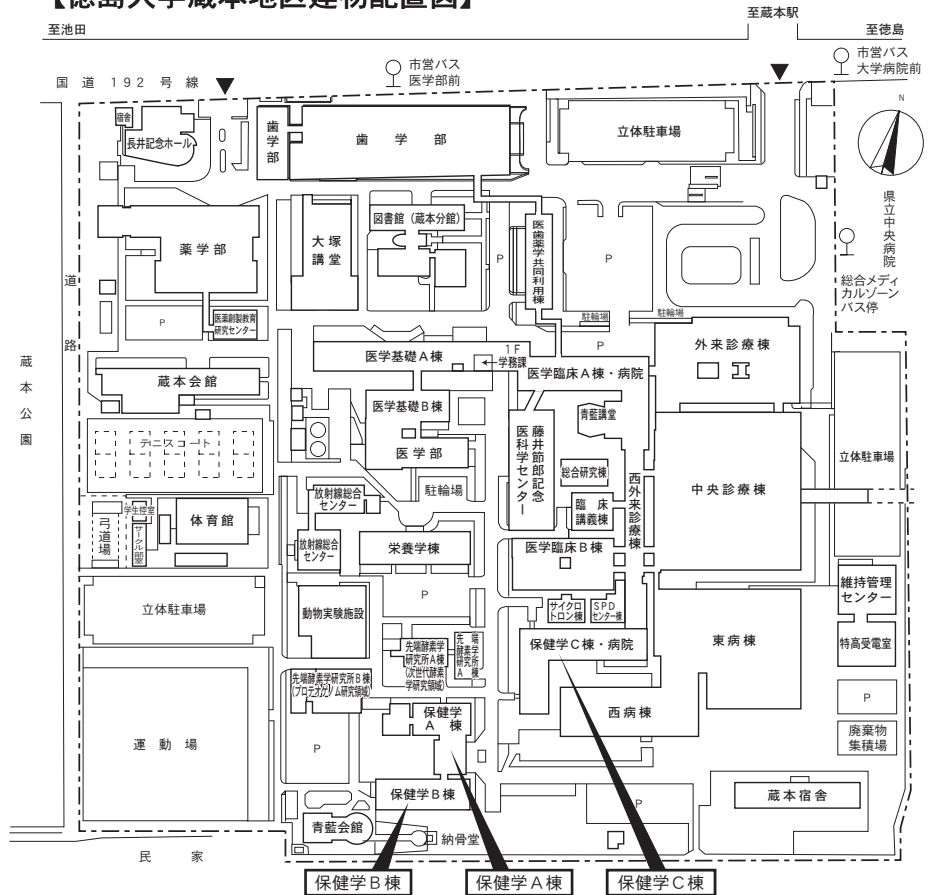 【徳島大学蔵本地区建物配置図】
至蔵本駅
至池田
至徳島
市営バス
医学部前
市営バス
大学病院前
国道192号線
N
宿舎
長井記念ホール
歯学部
歯学部
立体駐車場
県立中央病院
総合メディ
カルゾーン
バス停
薬学部
大塚
講堂
図書館（蔵本分館）
医歯薬学共同利用棟
P
P
道路
P
医薬創製教育
研究センター
駐輪場
駐輪場
P
外来診療棟
医学基礎A棟
1F
←学務課
医学臨床A棟・病院
蔵本公園
蔵本会館
医学基礎B棟
医学部
藤井節郎記念
医科学センター
青藍講堂
西外来診療棟
中央診療棟
立体駐車場
テニスコート
総合研究棟
駐輪場
放射線総合
センター
臨床
講義棟
学生控室
弓道場
サークル部室
体育館
放射線総合
センター
栄養学棟
医学臨床B棟
維持管理
センター
立体駐車場
動物実験施設
P
サイクロ
トロン棟
SPD
センター棟
東病棟
特高受電室
先端酵素学
研究所A棟
(次世代酵素
学研究領域)
先端
酵素学
研究所
A棟
保健学C棟・病院
先端酵素学研究所B棟
(プロテオゲノム研究領域)
西病棟
P
運動場
P
保健学
A棟
廃棄物
集積場
保健学B棟
P
蔵本宿舎
青藍会館
納骨堂
民家
保健学B棟
保健学A棟
保健学C棟